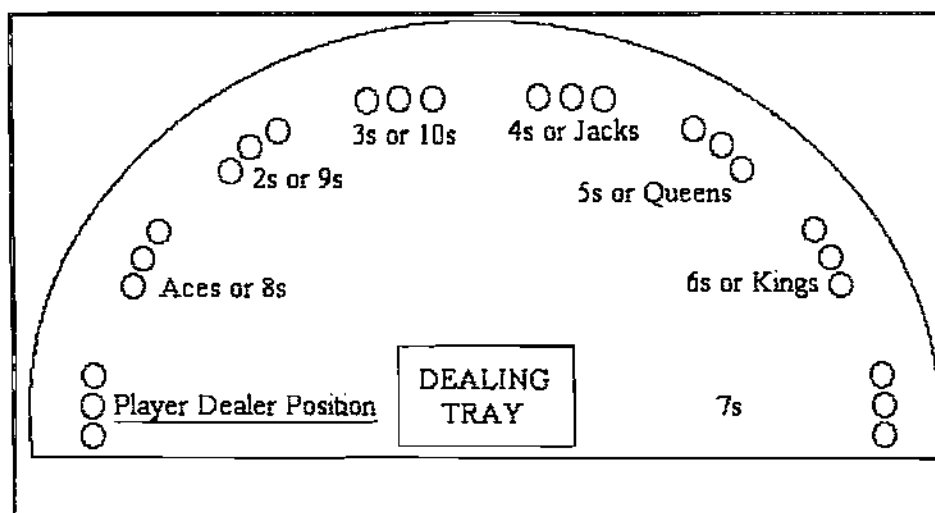 3s or 10s
4s or Jacks
2s or 9s
5s or Queens
Aces or 8s
6s or Kings
Player Dealer Position
DEALING
TRAY
7s